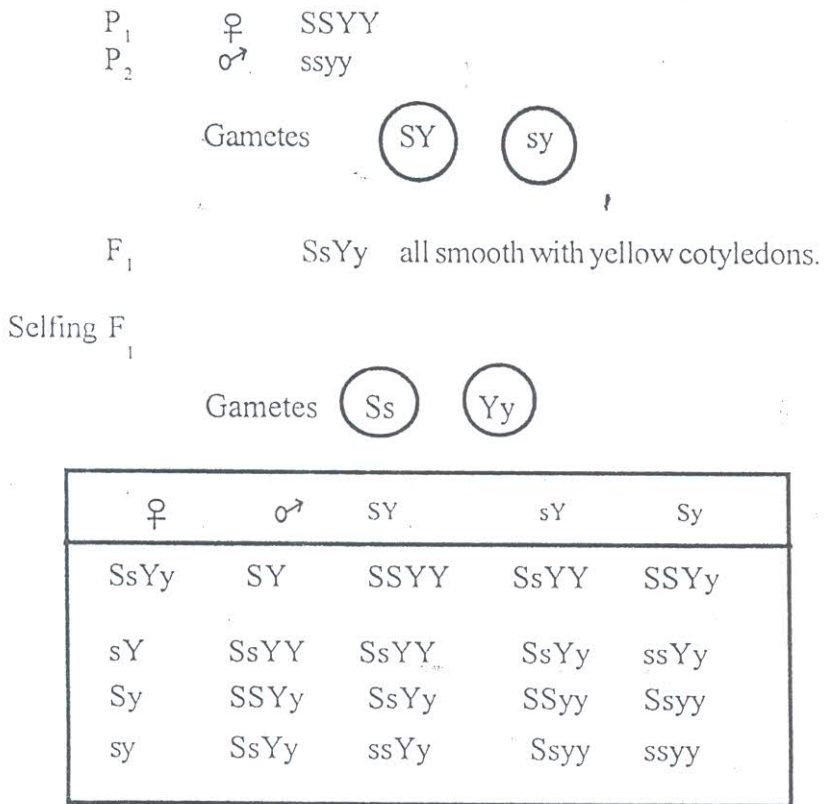 P₁ ♀ SSYY
P₂ ♂ ssyy
Gametes SY sy
F₁ SsYy all smooth with yellow cotyledons.
Selfing F₁
Gametes Ss Yy
♀ ♂ SY sY Sy
SsYy SY SSYY SsYY SSYy
sY SsYY SsYY SsYy ssYy
Sy SSYy SsYy SSyy Ssyy
sy SsYy ssYy Ssyy ssyy